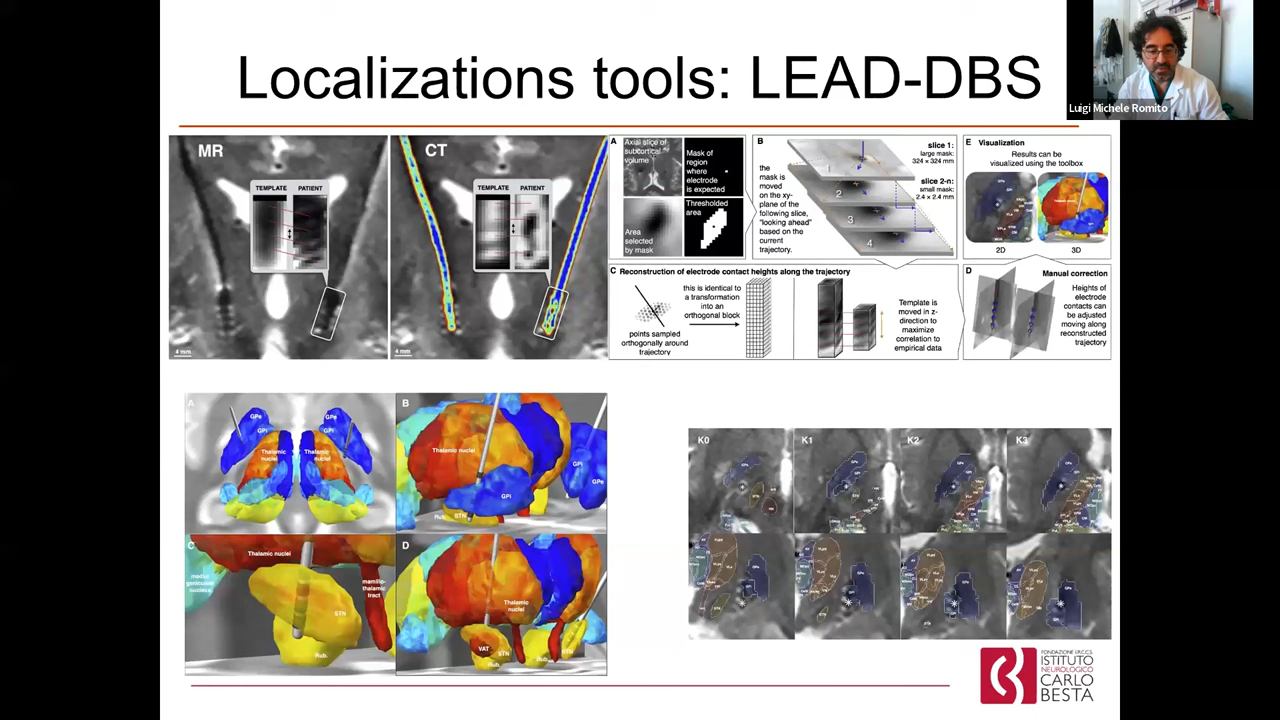 Localizations tools: LEAD-DBS
Luigi Michele Romito
MR
TEMPLATE
PATIENT
4 mm
CT
TEMPLATE
PATIENT
4 mm
A
Axial slice of
subcortical
volume
Mask of
region
where
electrode
is expected
Area
selected
by mask
Thresholded
area
B
the
mask is
moved
on the xy-
plane of the
following slice,
"looking ahead"
based on the
current
trajectory.
slice 1:
large mask:
324 x 324 mm
slice 2-n:
small mask:
2.4 x 2.4 mm
2
3
4
E Visualization
Results can be
visualized using the toolbox
2D
3D
C Reconstruction of electrode contact heights along the trajectory
points sampled
orthogonally around
trajectory
this is identical to
a transformation
into an
orthogonal block
Template is
moved in z-
direction to
maximize
correlation to
empirical data
D Manual correction
Heights of
electrode
contacts can
be adjusted
moving along
reconstructed
trajectory
A
GPe
GPe
GPi
GPi
Thalamic
nuclei
Thalamic
nuclei
B
Thalamic nuclei
GPi
GPi
GPe
Rub.
STN
C
Thalamic nuclei
medial
geniculate
nucleus
mamillo-
thalamic
tract
STN
Rub.
D
Thalamic
nuclei
VAT
STN
Rub.
Rub.
STN
K0
K1
K2
K3
FONDAZIONE I.R.C.C.S.
ISTITUTO
NEUROLOGICO
CARLO
BESTA